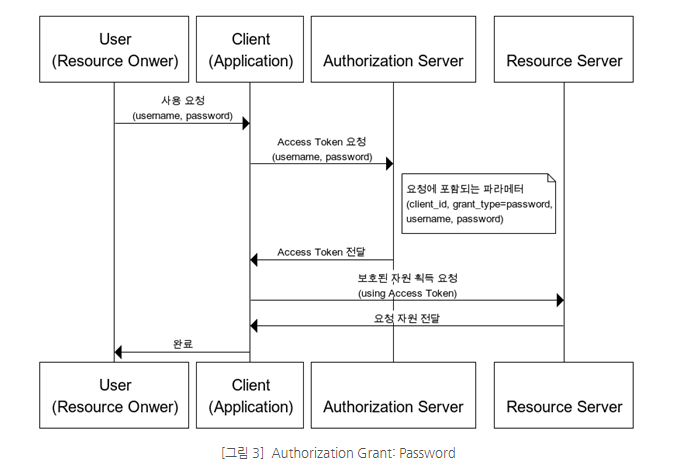 User
(Resource Onwer)
Client
(Application)
Authorization Server
Resource Server
사용 요청
(username, password)
Access Token 요청
(username, password)
요청에 포함되는 파라메터
(client_id, grant_type=password,
username, password)
Access Token 전달
보호된 자원 획득 요청
(using Access Token)
요청 자원 전달
완료
User
(Resource Onwer)
Client
(Application)
Authorization Server
Resource Server
[그림 3] Authorization Grant: Password